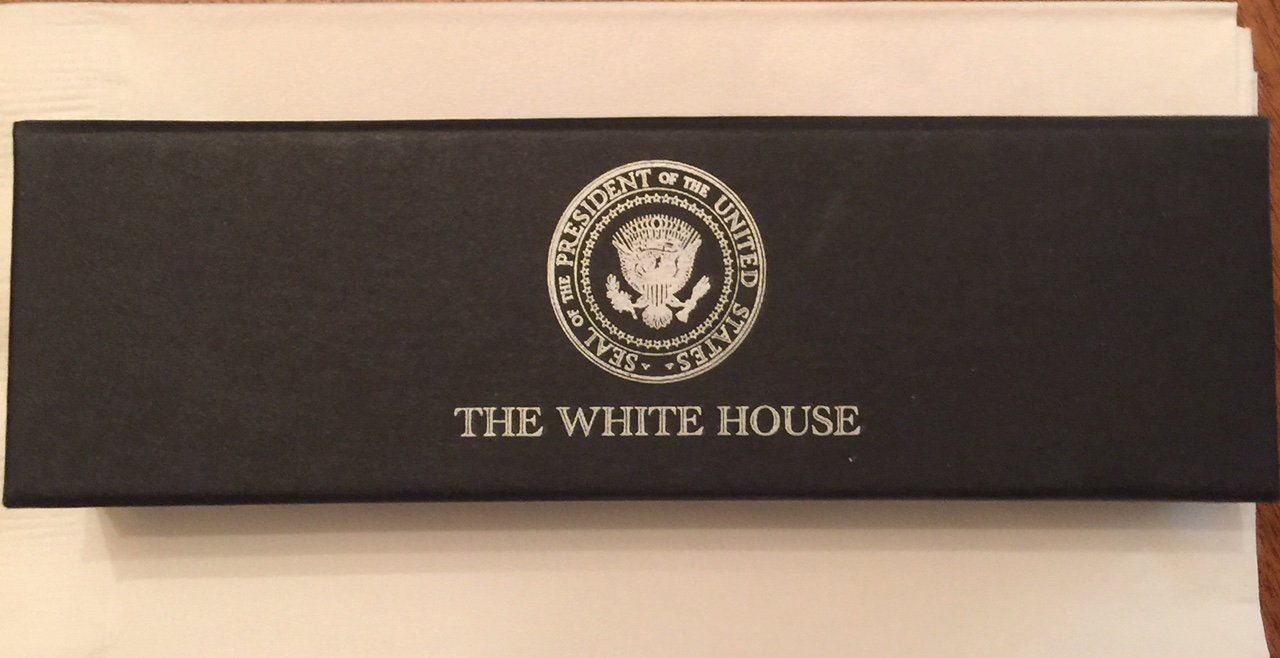 SEAL OF THE PRESIDENT OF THE UNITED STATES
THE WHITE HOUSE